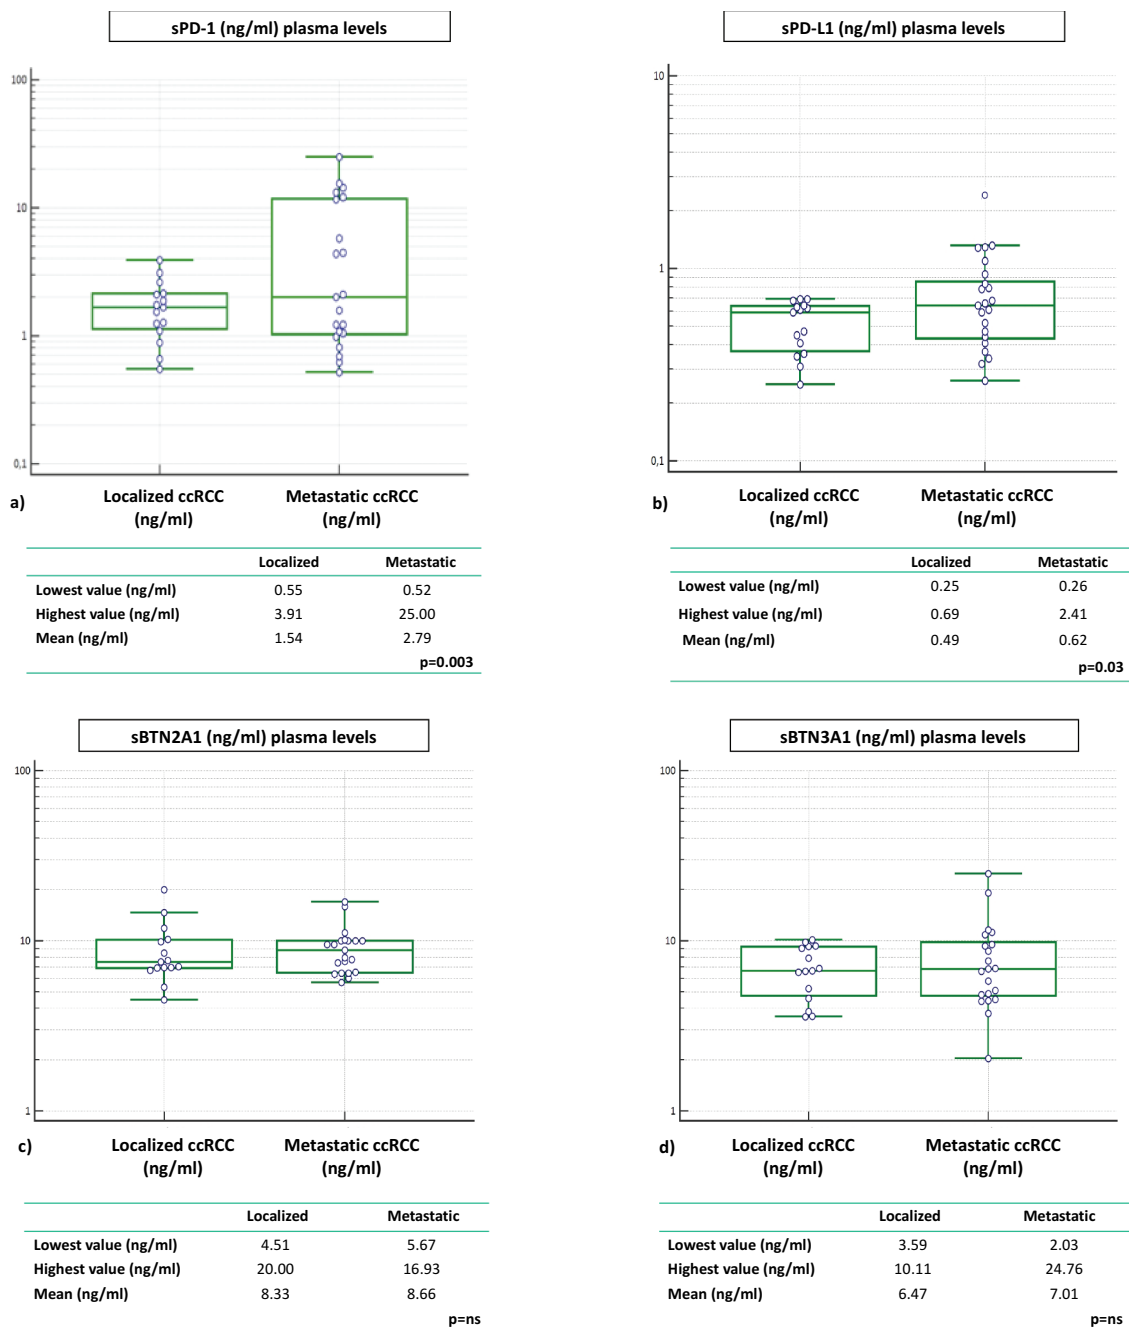 sPD-1 (ng/ml) plasma levels
100
10
1
0,1
Localized ccRCC (ng/ml)
Metastatic ccRCC (ng/ml)
a)
Localized Metastatic
Lowest value (ng/ml) 0.55 0.52
Highest value (ng/ml) 3.91 25.00
Mean (ng/ml) 1.54 2.79
p=0.003
sPD-L1 (ng/ml) plasma levels
10
1
0,1
Localized ccRCC (ng/ml)
Metastatic ccRCC (ng/ml)
b)
Localized Metastatic
Lowest value (ng/ml) 0.25 0.26
Highest value (ng/ml) 0.69 2.41
Mean (ng/ml) 0.49 0.62
p=0.03
sBTN2A1 (ng/ml) plasma levels
100
10
1
Localized ccRCC (ng/ml)
Metastatic ccRCC (ng/ml)
c)
Localized Metastatic
Lowest value (ng/ml) 4.51 5.67
Highest value (ng/ml) 20.00 16.93
Mean (ng/ml) 8.33 8.66
p=ns
sBTN3A1 (ng/ml) plasma levels
100
10
1
Localized ccRCC (ng/ml)
Metastatic ccRCC (ng/ml)
d)
Localized Metastatic
Lowest value (ng/ml) 3.59 2.03
Highest value (ng/ml) 10.11 24.76
Mean (ng/ml) 6.47 7.01
p=ns